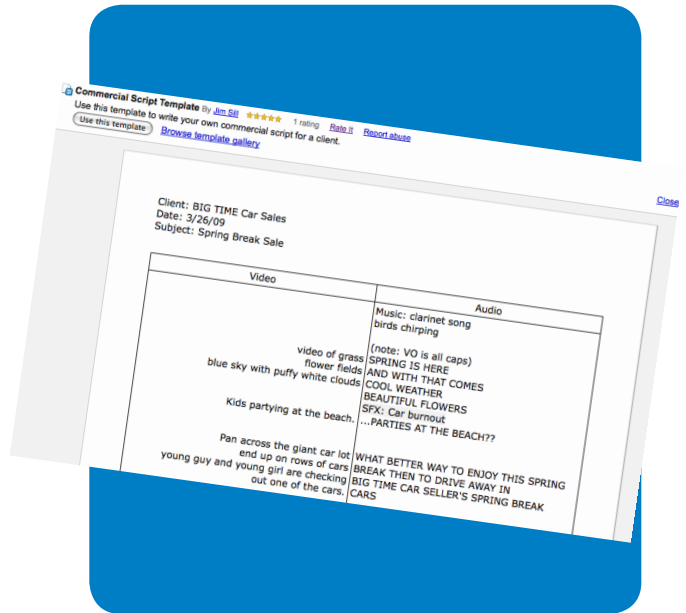 Commercial Script Template By Jim Sill 1 rating Rate it Report abuse
Use this template to write your own commercial script for a client.
Use this template Browse template gallery
Close
Client: BIG TIME Car Sales
Date: 3/26/09
Subject: Spring Break Sale
Video Audio
Music: clarinet song
birds chirping
(note: VO is all caps)
video of grass SPRING IS HERE
flower fields AND WITH THAT COMES
blue sky with puffy white clouds COOL WEATHER
BEAUTIFUL FLOWERS
SFX: Car burnout
Kids partying at the beach. ...PARTIES AT THE BEACH??
Pan across the giant car lot WHAT BETTER WAY TO ENJOY THIS SPRING
end up on rows of cars BREAK THEN TO DRIVE AWAY IN
young guy and young girl are checking BIG TIME CAR SELLER'S SPRING BREAK
out one of the cars. CARS